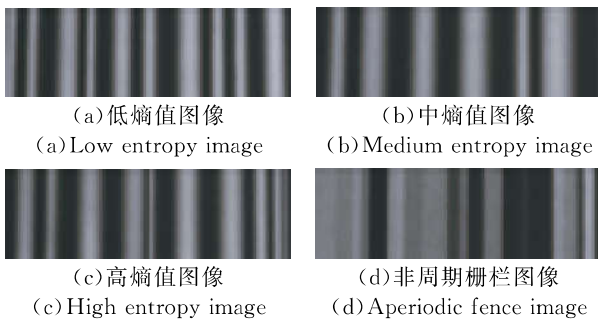 (a)低熵值图像
(b)中熵值图像
(a)Low entropy image
(b)Medium entropy image
(c)高熵值图像
(d)非周期栅栏图像
(c)High entropy image
(d)Aperiodic fence image